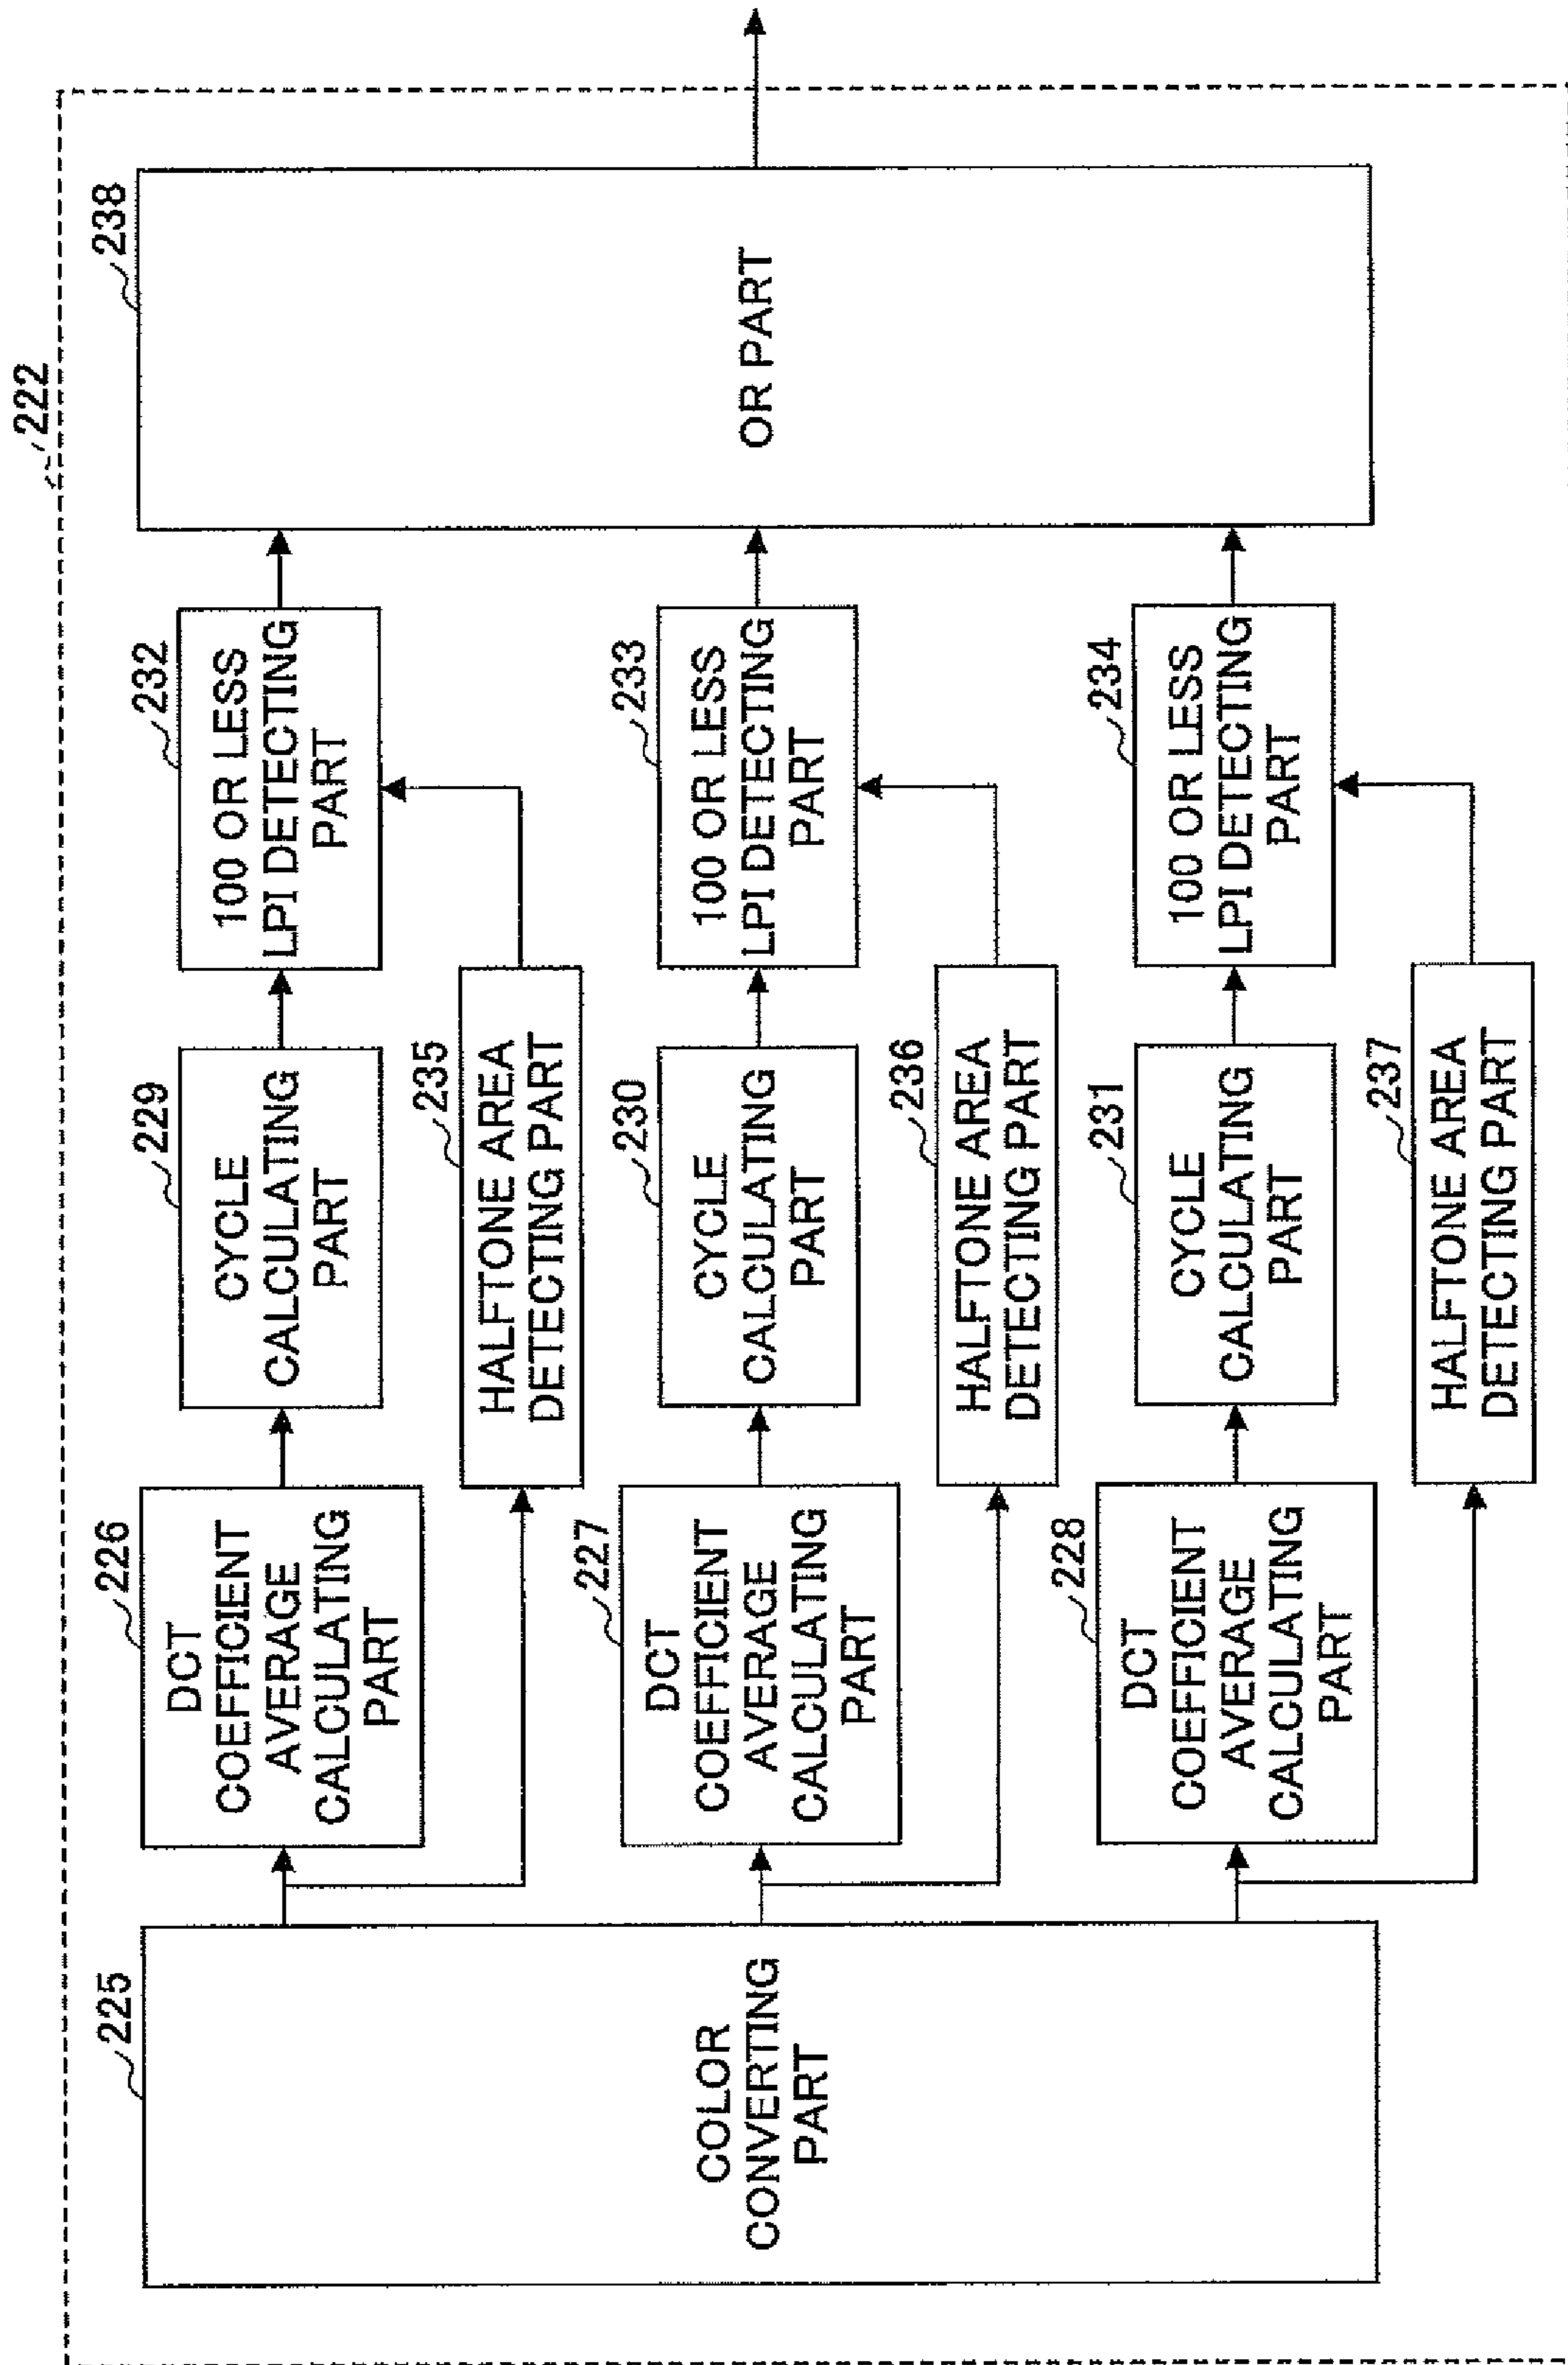 222
225
COLOR
CONVERTING
PART
226
DCT
COEFFICIENT
AVERAGE
CALCULATING
PART
229
CYCLE
CALCULATING
PART
232
100 OR LESS
LPI DETECTING
PART
235
HALFTONE AREA
DETECTING PART
227
DCT
COEFFICIENT
AVERAGE
CALCULATING
PART
230
CYCLE
CALCULATING
PART
233
100 OR LESS
LPI DETECTING
PART
236
HALFTONE AREA
DETECTING PART
228
DCT
COEFFICIENT
AVERAGE
CALCULATING
PART
231
CYCLE
CALCULATING
PART
234
100 OR LESS
LPI DETECTING
PART
237
HALFTONE AREA
DETECTING PART
238
OR PART